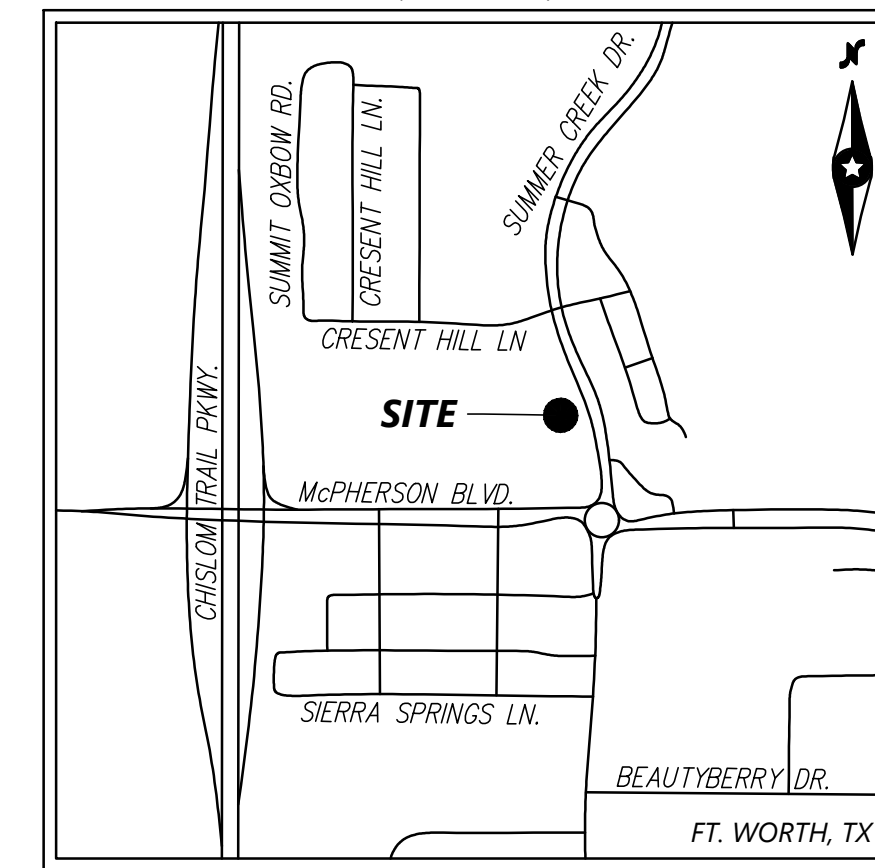 N
SUMMER CREEK DR.
SUMMIT OXBOW RD.
CRESENT HILL LN.
CRESENT HILL LN
SITE
CHISLOM TRAIL PKWY.
McPHERSON BLVD.
SIERRA SPRINGS LN.
BEAUTYBERRY DR.
FT. WORTH, TX